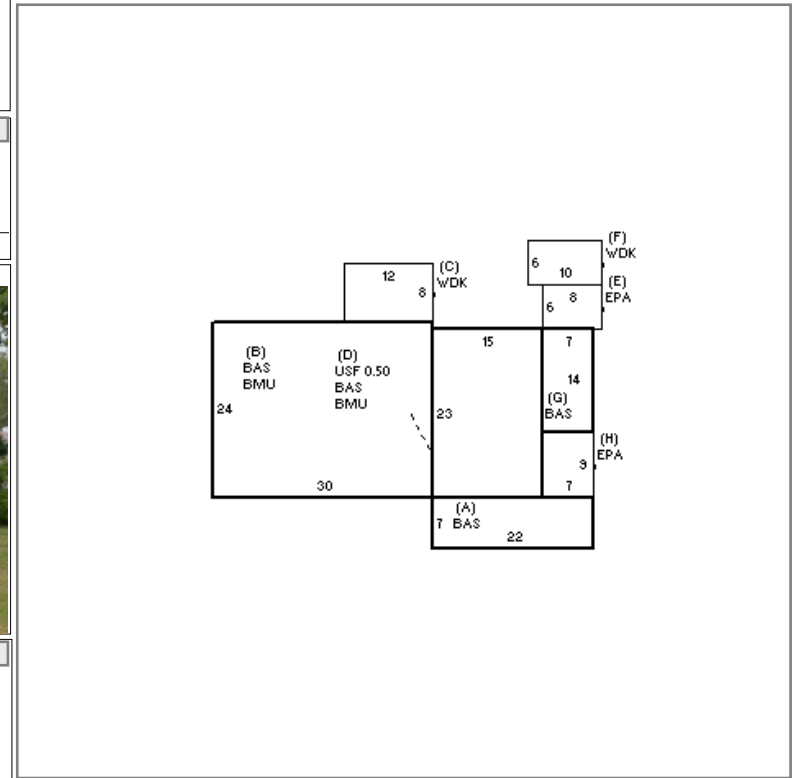 (F)
WDK
6
10
(C)
WDK
12
8
(E)
EPA
8
6
15
7
(B)
BAS
BMU
(D)
USF 0.50
BAS
BMU
14
(G)
BAS
24
23
(H)
EPA
9
30
7
(A)
7 BAS
22